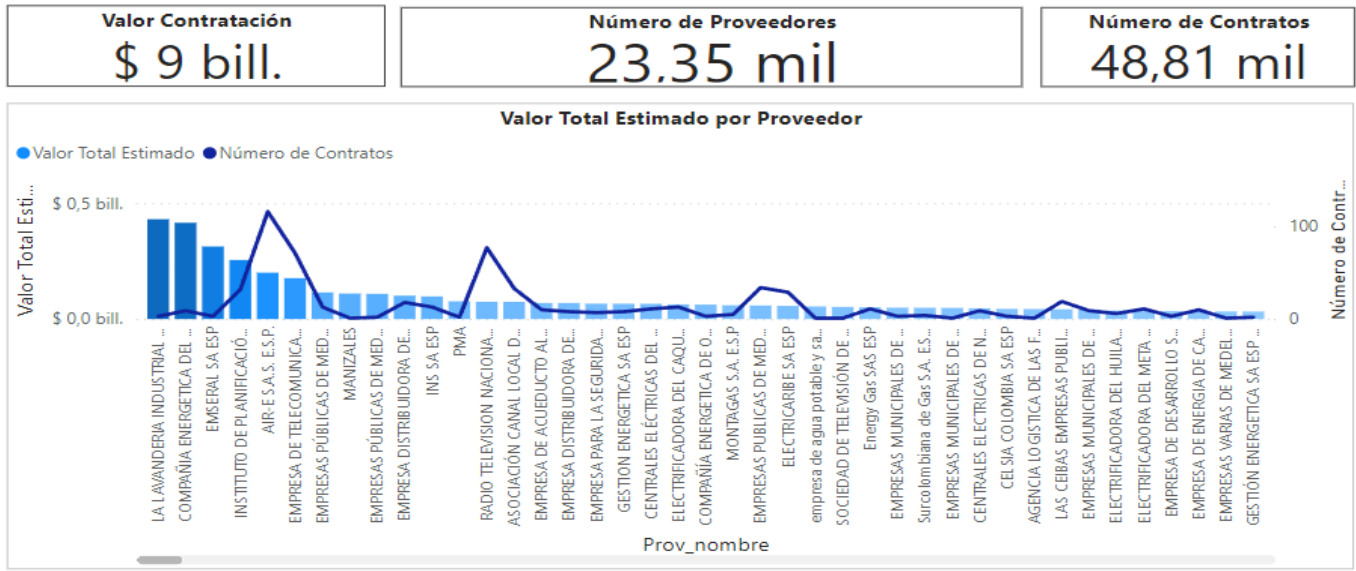 Valor Contratación
$ 9 bill.
Número de Proveedores
23,35 mil
Número de Contratos
48,81 mil
Valor Total Estimado por Proveedor
Valor Total Estimado
Número de Contratos
Valor Total Esti...
$ 0,5 bill.
$ 0,0 bill.
100
0
Número de Contr...
LA LAVANDERIA INDUSTRIAL ...
COMPAÑIA ENERGETICA DEL ...
EMSERAL SA ESP
INSTITUTO DE PLANIFICACIÓ...
AIR-E S.A.S. E.S.P.
EMPRESA DE TELECOMUNICA...
EMPRESAS PÚBLICAS DE MED...
MANIZALES
EMPRESAS PÚBLICAS DE MED...
EMPRESA DISTRIBUIDORA DE...
INS SA ESP
PMA
RADIO TELEVISION NACIONA...
ASOCIACIÓN CANAL LOCAL D...
EMPRESA DE ACUEDUCTO AL...
EMPRESA DISTRIBUIDORA DE...
EMPRESA PARA LA SEGURIDA...
GESTION ENERGETICA SA ESP
CENTRALES ELÉCTRICAS DEL ...
ELECTRIFICADORA DEL CAQU...
COMPAÑÍA ENERGETICA DE O...
MONTAGAS S.A. E.S.P
EMPRESAS PUBLICAS DE MED...
ELECTRICARIBE SA ESP
empresa de agua potable y sa...
SOCIEDAD DE TELEVISIÓN DE ...
Energy Gas SAS ESP
EMPRESAS MUNICIPALES DE ...
Surcolombiana de Gas S.A. E.S...
EMPRESAS MUNICIPALES DE ...
CENTRALES ELECTRICAS DE N...
CELSIA COLOMBIA SA ESP
AGENCIA LOGISTICA DE LAS F...
LAS CEIBAS EMPRESAS PUBLI...
EMPRESAS MUNICIPALES DE ...
ELECTRIFICADORA DEL HUILA...
ELECTRIFICADORA DEL META ...
EMPRESA DE DESARROLLO S...
EMPRESA DE ENERGIA DE CA...
EMPRESAS VARIAS DE MEDEL...
GESTIÓN ENERGETICA SA ESP...
Prov_nombre